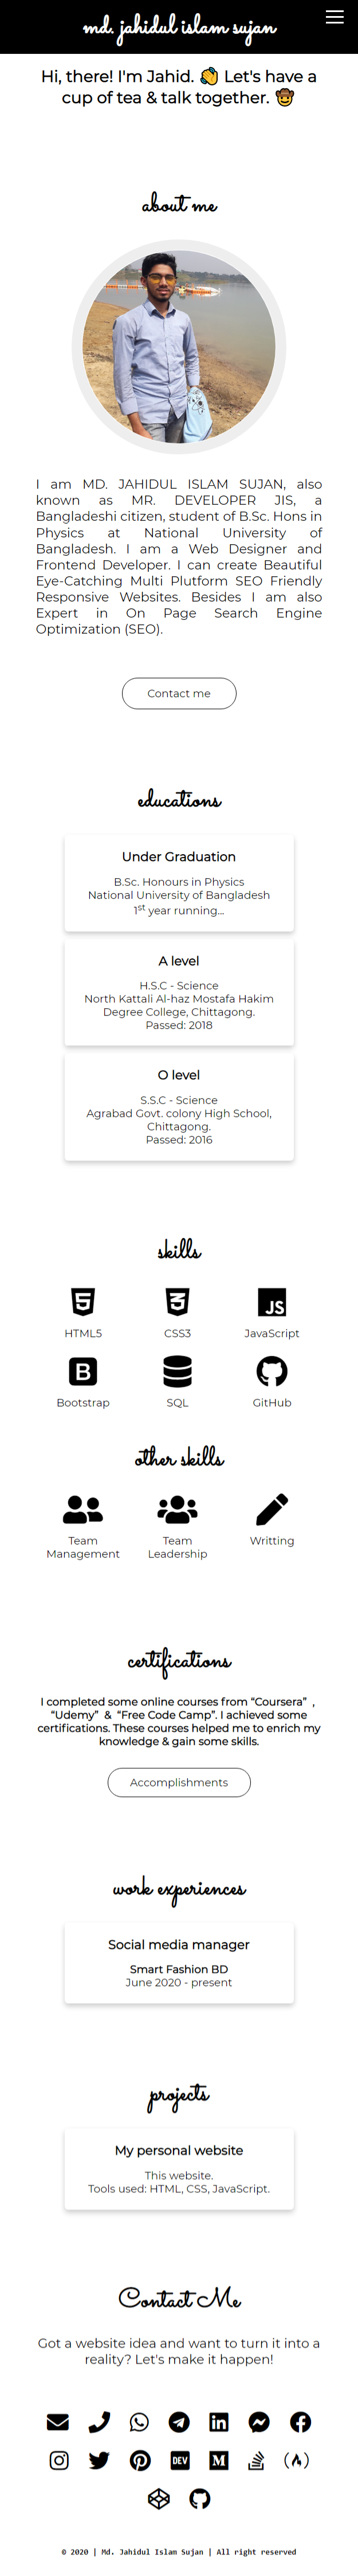 md. jahidul islam sujan
Hi, there! I'm Jahid. 👋 Let's have a
cup of tea & talk together. 🤠
about me
I am MD. JAHIDUL ISLAM SUJAN, also
known as MR. DEVELOPER JIS, a
Bangladeshi citizen, student of B.Sc. Hons in
Physics at National University of
Bangladesh. I am a Web Designer and
Frontend Developer. I can create Beautiful
Eye-Catching Multi Plutform SEO Friendly
Responsive Websites. Besides I am also
Expert in On Page Search Engine
Optimization (SEO).
Contact me
educations
Under Graduation
B.Sc. Honours in Physics
National University of Bangladesh
1st year running...
A level
H.S.C - Science
North Kattali Al-haz Mostafa Hakim
Degree College, Chittagong.
Passed: 2018
O level
S.S.C - Science
Agrabad Govt. colony High School,
Chittagong.
Passed: 2016
skills
HTML5 CSS3 JavaScript
Bootstrap SQL GitHub
other skills
Team Team Writting
Management Leadership
certifications
I completed some online courses from “Coursera” ,
“Udemy” & “Free Code Camp”. I achieved some
certifications. These courses helped me to enrich my
knowledge & gain some skills.
Accomplishments
work experiences
Social media manager
Smart Fashion BD
June 2020 - present
projects
My personal website
This website.
Tools used: HTML, CSS, JavaScript.
Contact Me
Got a website idea and want to turn it into a
reality? Let's make it happen!
DEV
© 2020 | Md. Jahidul Islam Sujan | All right reserved